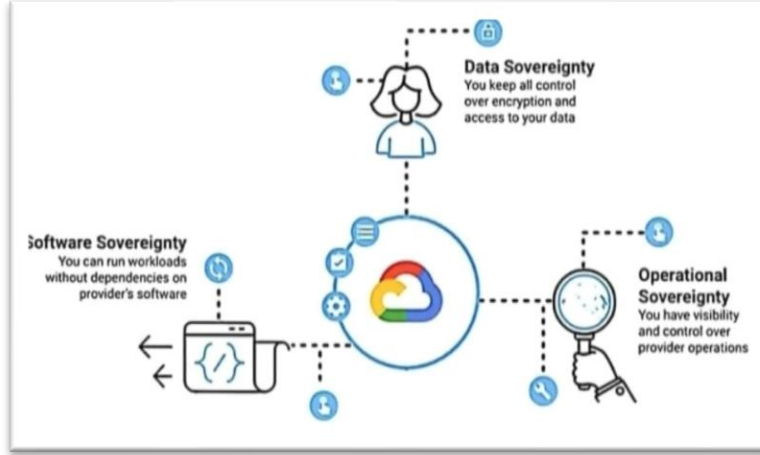 Data Sovereignty
You keep all control
over encryption and
access to your data
Software Sovereignty
You can run workloads
without dependencies on
provider's software
Operational
Sovereignty
You have visibility
and control over
provider operations